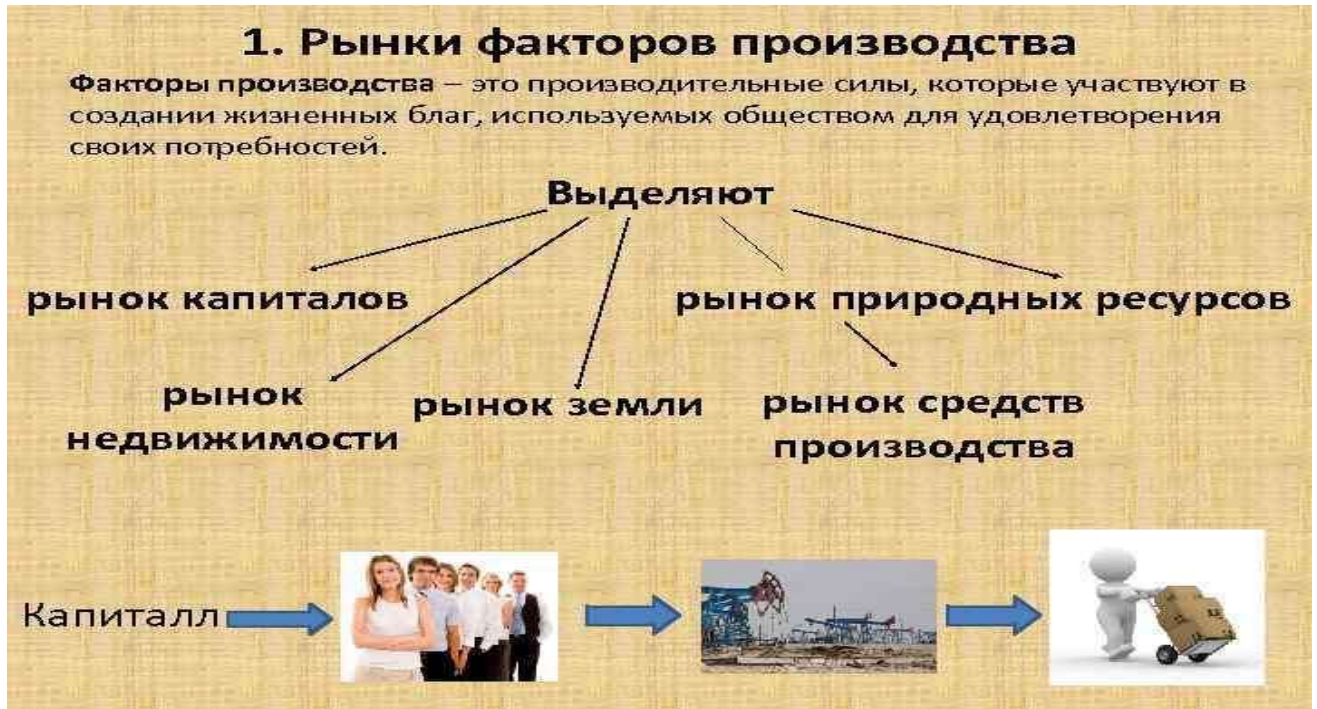 1. Рынки факторов производства
Факторы производства – это производительные силы, которые участвуют в
создании жизненных благ, используемых обществом для удовлетворения
своих потребностей.
Выделяют
рынок капиталов
рынок природных ресурсов
рынок
недвижимости
рынок земли
рынок средств
производства
Капиталл